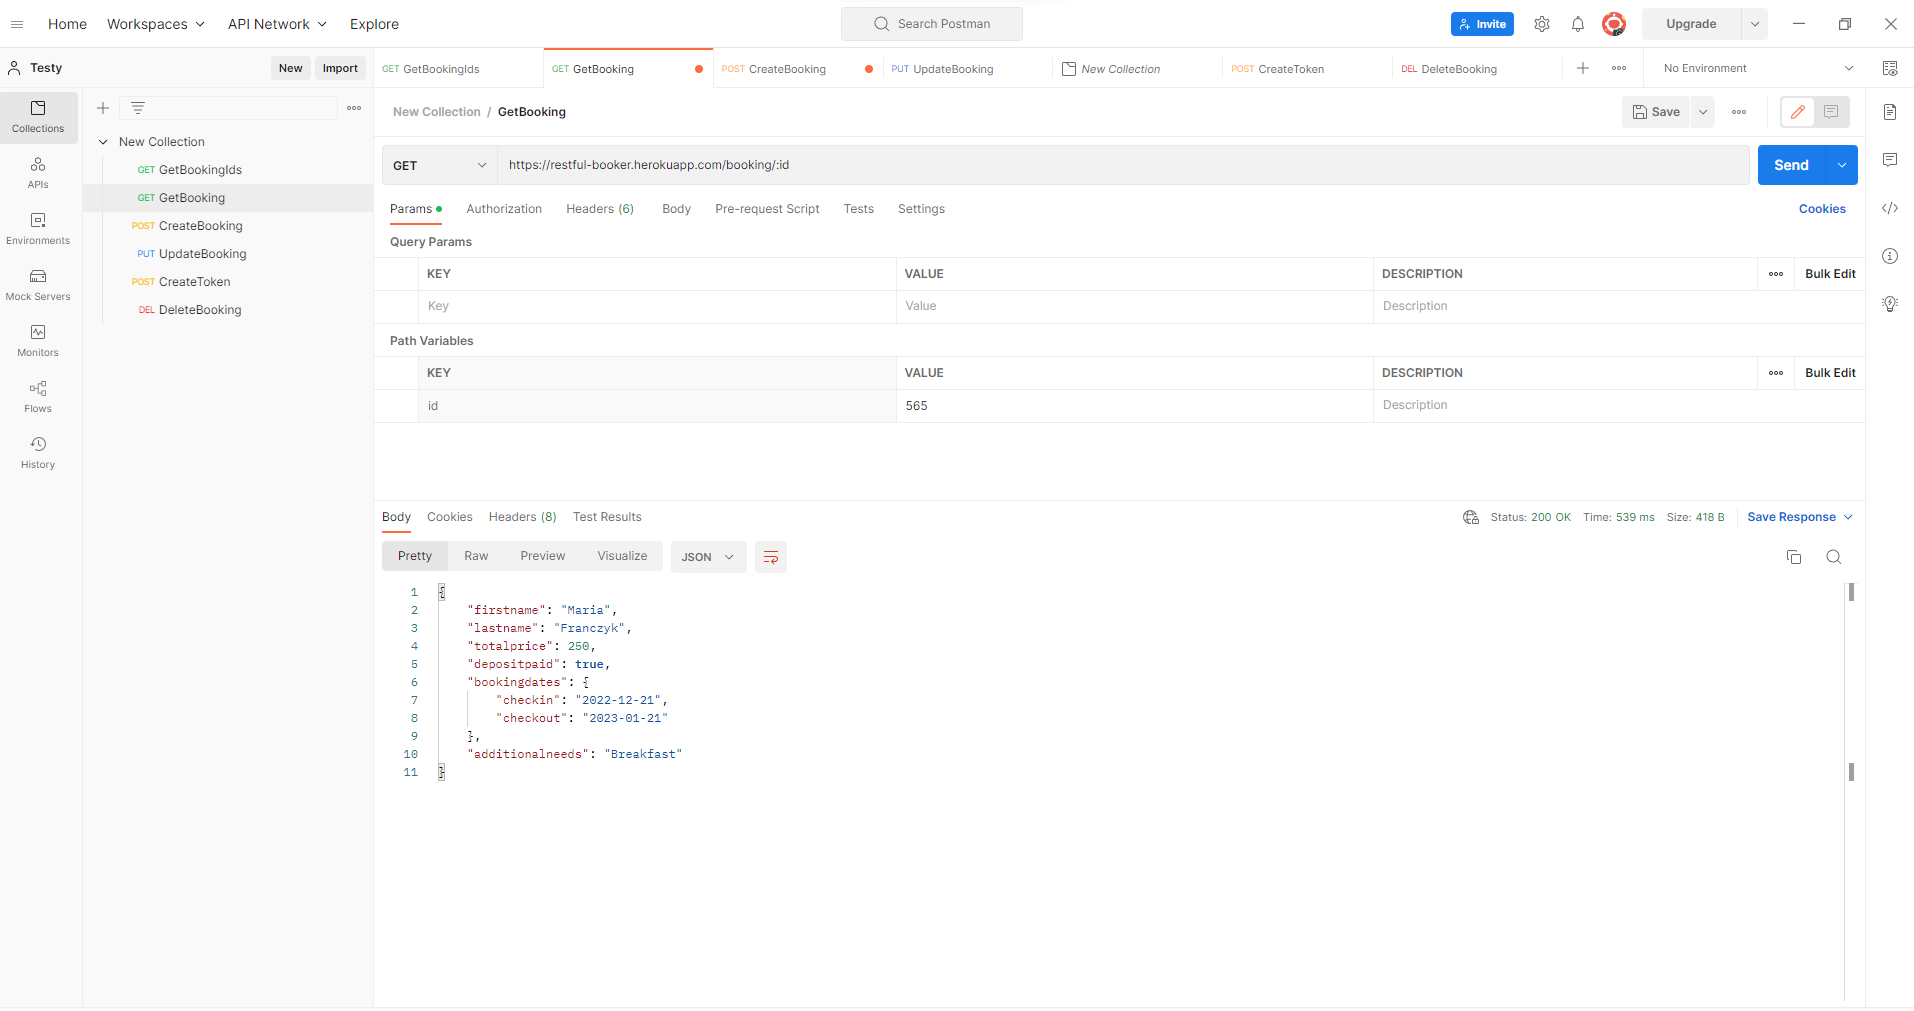 Home Workspaces API Network Explore Search Postman Invite Upgrade
Testy New Import GET GetBookingIds GET GetBooking POST CreateBooking PUT UpdateBooking New Collection POST CreateToken DEL DeleteBooking No Environment
Collections
APIs
Environments
Mock Servers
Monitors
Flows
History
New Collection
GET GetBookingIds
GET GetBooking
POST CreateBooking
PUT UpdateBooking
POST CreateToken
DEL DeleteBooking
New Collection / GetBooking Save
GET https://restful-booker.herokuapp.com/booking/:id Send
Params Authorization Headers (6) Body Pre-request Script Tests Settings Cookies
Query Params
KEY VALUE DESCRIPTION Bulk Edit
Key Value Description
Path Variables
KEY VALUE DESCRIPTION Bulk Edit
id 565 Description
Body Cookies Headers (8) Test Results Status: 200 OK Time: 539 ms Size: 418 B Save Response
Pretty Raw Preview Visualize JSON
1 {
2 "firstname": "Maria",
3 "lastname": "Franczyk",
4 "totalprice": 250,
5 "depositpaid": true,
6 "bookingdates": {
7 "checkin": "2022-12-21",
8 "checkout": "2023-01-21"
9 },
10 "additionalneeds": "Breakfast"
11 }